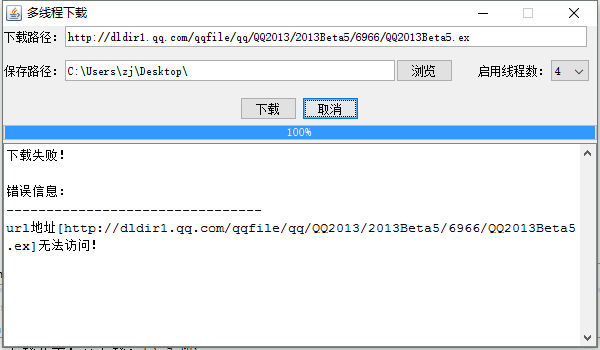 多线程下载
下载路径: http://dldir1.qq.com/qqfile/qq/QQ2013/2013Beta5/6966/QQ2013Beta5.ex
保存路径: C:\Users\zj\Desktop\ 浏览 启用线程数: 4
下载 取消
100%
下载失败!
错误信息:
--------------------------------
url地址[http://dldir1.qq.com/qqfile/qq/QQ2013/2013Beta5/6966/QQ2013Beta5
.ex]无法访问!